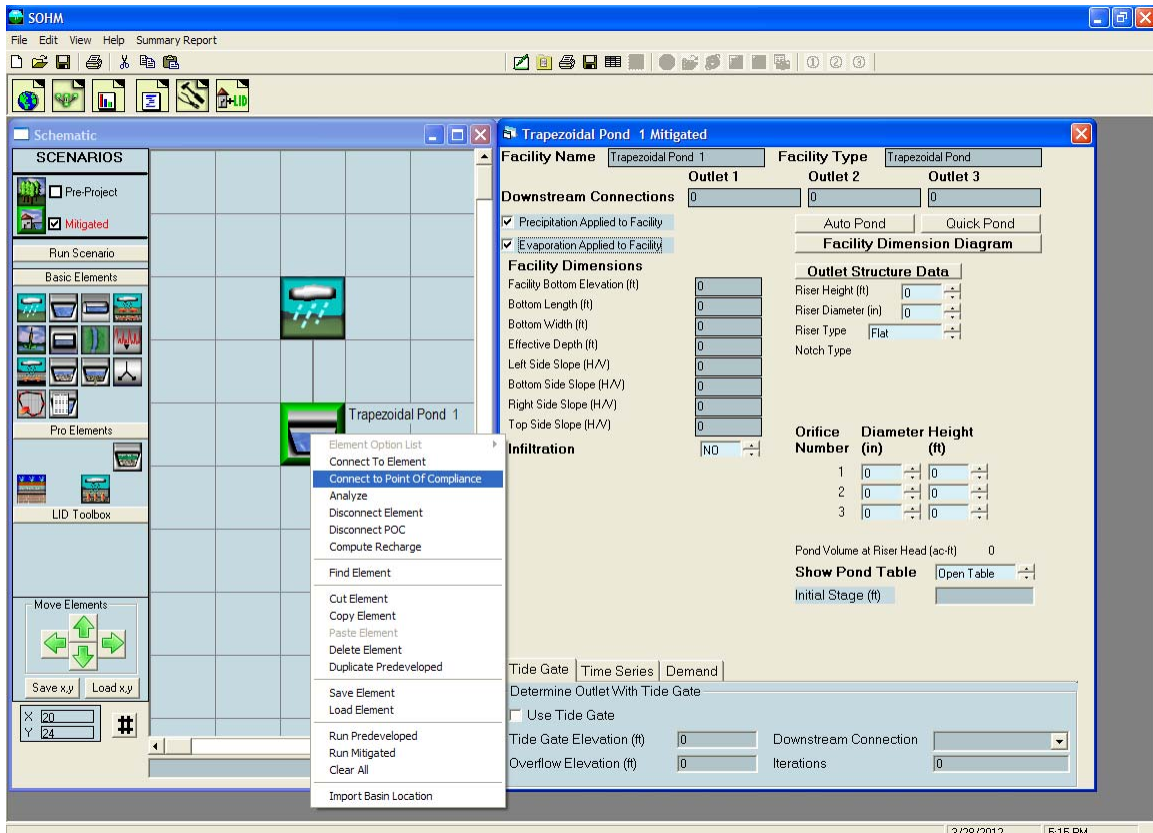 SOHM
File Edit View Help Summary Report
+LID
Schematic
SCENARIOS
Pre-Project
Mitigated
Run Scenario
Basic Elements
Pro Elements
LID Toolbox
Move Elements
Save x,y Load x,y
X 20
Y 24
#
Trapezoidal Pond 1
Element Option List
Connect To Element
Connect to Point Of Compliance
Analyze
Disconnect Element
Disconnect POC
Compute Recharge
Find Element
Cut Element
Copy Element
Paste Element
Delete Element
Duplicate Predeveloped
Save Element
Load Element
Run Predeveloped
Run Mitigated
Clear All
Import Basin Location
Trapezoidal Pond 1 Mitigated
Facility Name Trapezoidal Pond 1 Facility Type Trapezoidal Pond
Outlet 1 Outlet 2 Outlet 3
Downstream Connections 0 0 0
Precipitation Applied to Facility Auto Pond Quick Pond
Evaporation Applied to Facility Facility Dimension Diagram
Facility Dimensions
Facility Bottom Elevation (ft) 0
Bottom Length (ft) 0
Bottom Width (ft) 0
Effective Depth (ft) 0
Left Side Slope (H/V) 0
Bottom Side Slope (H/V) 0
Right Side Slope (H/V) 0
Top Side Slope (H/V) 0
Infiltration NO
Outlet Structure Data
Riser Height (ft) 0
Riser Diameter (in) 0
Riser Type Flat
Notch Type
Orifice Diameter Height
Number (in) (ft)
1 0 0
2 0 0
3 0 0
Pond Volume at Riser Head (ac-ft) 0
Show Pond Table Open Table
Initial Stage (ft)
Tide Gate Time Series Demand
Determine Outlet With Tide Gate
Use Tide Gate
Tide Gate Elevation (ft) 0 Downstream Connection
Overflow Elevation (ft) 0 Iterations 0
3/28/2012 5:15 PM